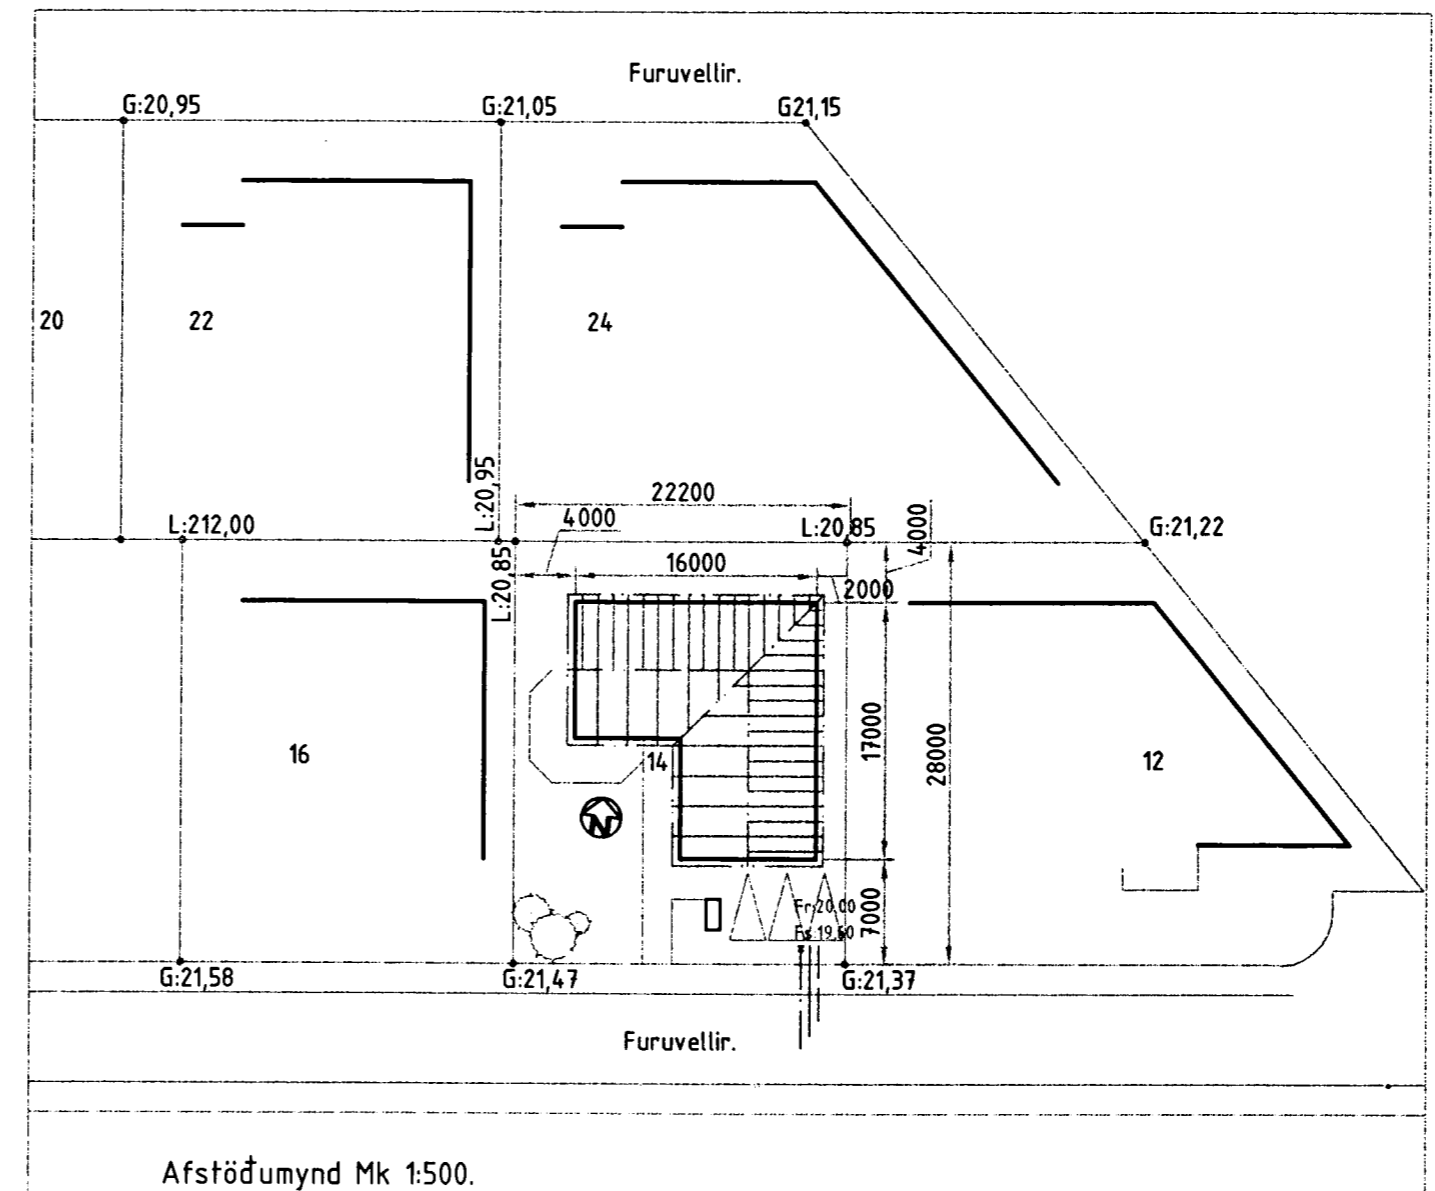 Furuvellir.
G:20,95
G:21,05
G21,15
20
22
24
L:20,95
22200
4000
L:212,00
L:20,85
4000
G:21,22
L:20,85
16000
2000
16
14
17000
28000
12
N
Fr:20,00
Fs:19,60
7000
G:21,58
G:21,47
G:21,37
Furuvellir.
Afstöðumynd Mk 1:500.